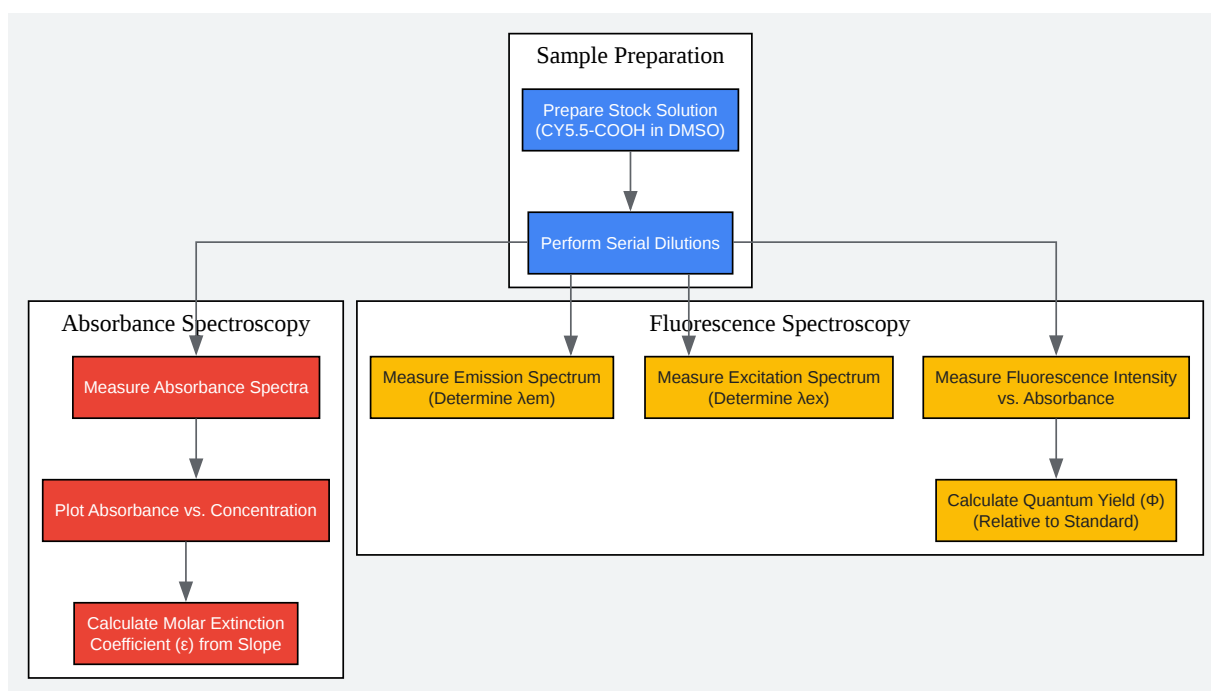 Sample Preparation
Prepare Stock Solution
(CY5.5-COOH in DMSO)
Perform Serial Dilutions
Absorbance Spectroscopy
Measure Absorbance Spectra
Plot Absorbance vs. Concentration
Calculate Molar Extinction
Coefficient (ε) from Slope
Fluorescence Spectroscopy
Measure Emission Spectrum
(Determine λem)
Measure Excitation Spectrum
(Determine λex)
Measure Fluorescence Intensity
vs. Absorbance
Calculate Quantum Yield (Φ)
(Relative to Standard)